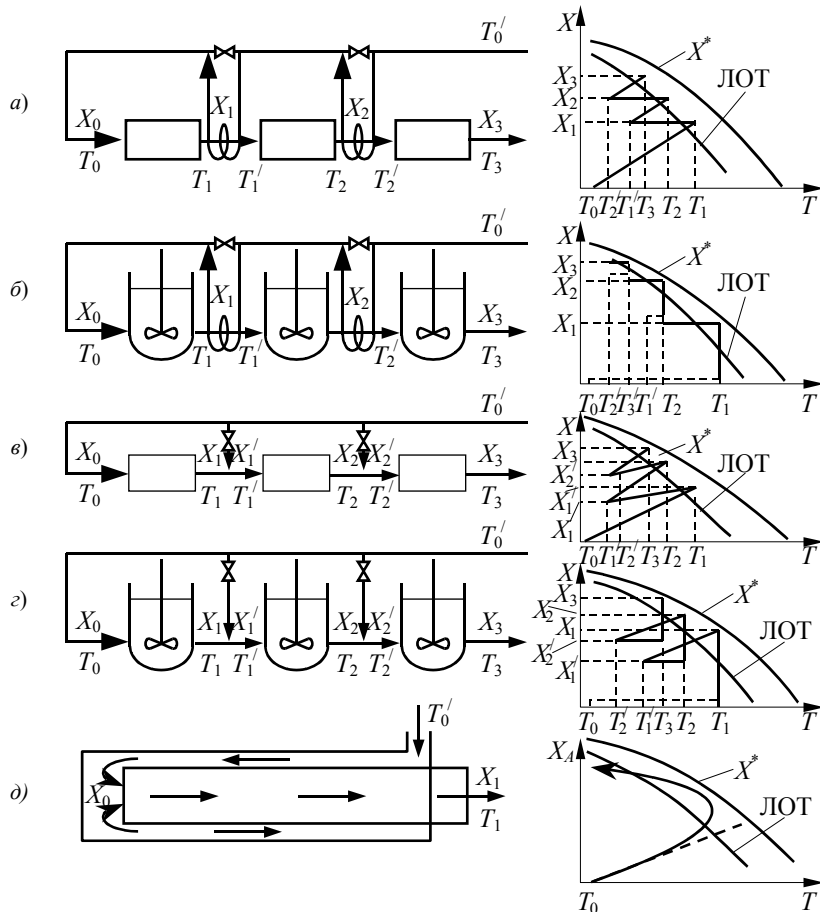 а)
X₀
T₀
X₁
T₁
T₁′
X₂
T₂
T₂′
X₃
T₃
T₀′
X
X₃
X₂
X₁
X*
ЛОТ
T₀ T₂′ T₁′ T₃ T₂ T₁ T
б)
X₀
T₀
X₁
T₁
T₁′
X₂
T₂′
X₃
T₃
T₀′
X
X₃
X₂
X₁
X*
ЛОТ
T₀ T₂′ T₃′ T₁′ T₂ T₁ T
в)
X₀
T₀
X₁ X₁′
T₁ T₁′
X₂ X₂′
T₂ T₂′
X₃
T₃
T₀′
X
X₃
X₂′
X₁′
X₁
X*
ЛОТ
T₀ T₁′ T₂′ T₃ T₂ T₁ T
г)
X₀
T₀
X₁ X₁′
T₁ T₁′
X₂ X₂′
T₂ T₂′
X₃
T₃
T₀′
X
X₃
X₂
X₁
X₂′
X₁′
X*
ЛОТ
T₀ T₂′ T₁′ T₃ T₂ T₁ T
д)
T₀′
X₀
X₁
T₁
X_A
X*
ЛОТ
T₀ T